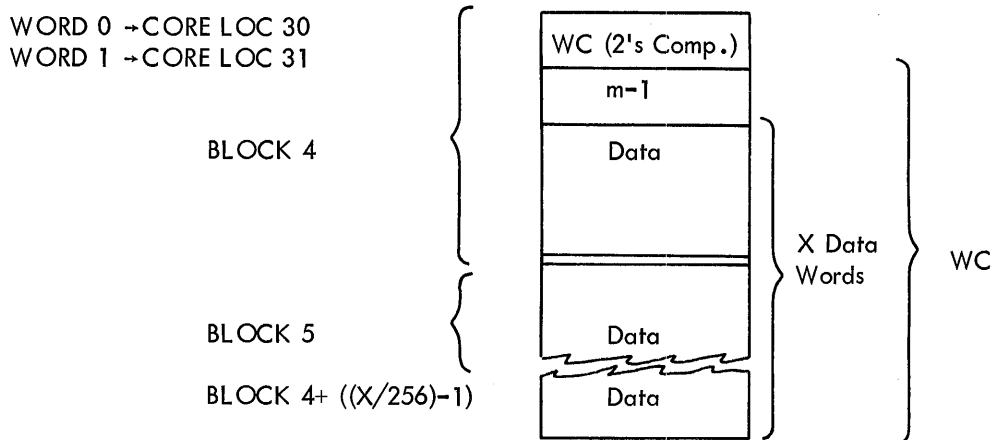 WORD 0 →CORE LOC 30
WORD 1 →CORE LOC 31
WC (2's Comp.)
m-1
BLOCK 4
Data
X Data
Words
WC
BLOCK 5
Data
BLOCK 4+ ((X/256)-1)
Data